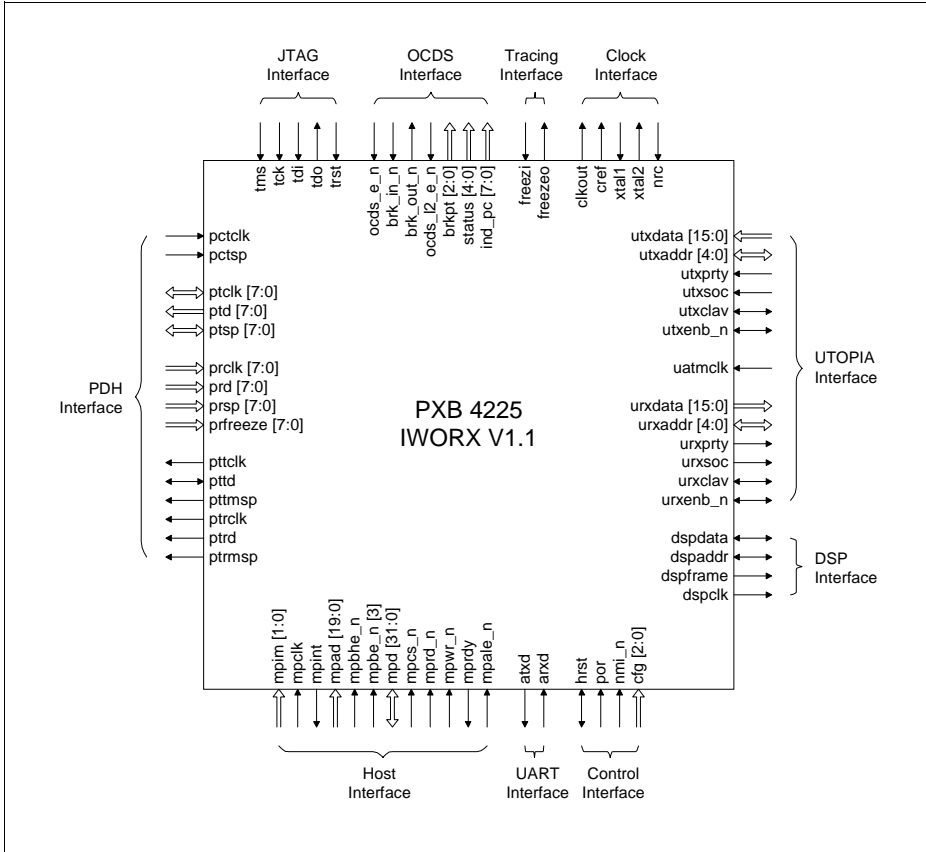 JTAG
Interface
OCDS
Interface
Tracing
Interface
Clock
Interface
tms
tck
tdi
tdo
trst
ocds_e_n
brk_in_n
brk_out_n
ocds_l2_e_n
brkpt [2:0]
status [4:0]
ind_pc [7:0]
freezi
freezeo
clkout
cref
xtal1
xtal2
nrc
PDH
Interface
pctclk
pctsp
ptclk [7:0]
ptd [7:0]
ptsp [7:0]
prclk [7:0]
prd [7:0]
prsp [7:0]
prfreeze [7:0]
pttclk
pttd
pttmsp
ptrclk
ptrd
ptrmsp
PXB 4225
IWORX V1.1
utxdata [15:0]
utxaddr [4:0]
utxprty
utxsoc
utxclav
utxenb_n
uatmclk
urxdata [15:0]
urxaddr [4:0]
urxprty
urxsoc
urxclav
urxenb_n
UTOPIA
Interface
dspdata
dspaddr
dspframe
dspclk
DSP
Interface
mpim [1:0]
mpclk
mpint
mpad [19:0]
mpbhe_n
mpbe_n [3]
mpd [31:0]
mpcs_n
mprd_n
mpwr_n
mprdy
mpale_n
atxd
arxd
hrst
por
nmi_n
cfg [2:0]
Host
Interface
UART
Interface
Control
Interface